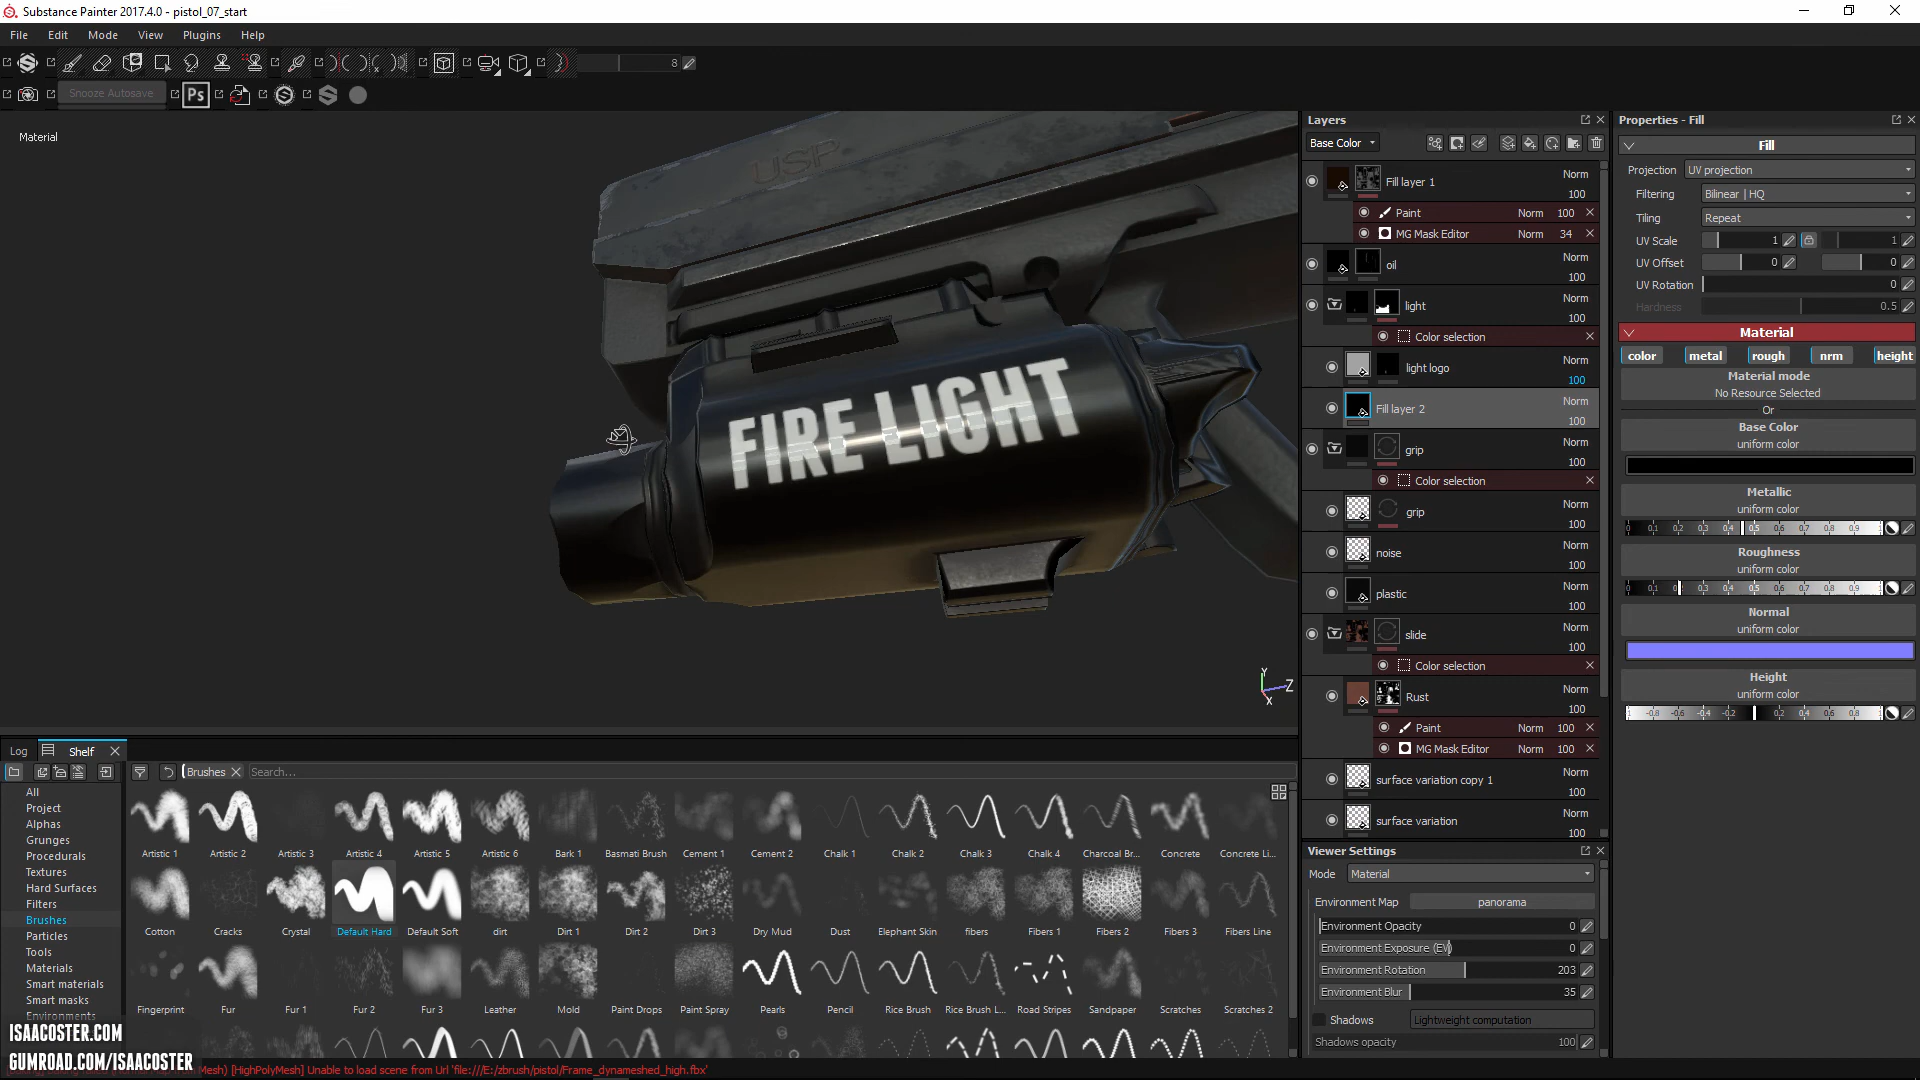 Substance Painter 2017.4.0 - pistol_07_start
File Edit Mode View Plugins Help
8
Snooze Autosave Ps
Material
USP
FIRE LIGHT
Y
Z
X
Layers
Base Color
Fill layer 1 Norm 100
Paint Norm 100
MG Mask Editor Norm 34
oil Norm 100
light Norm 100
Color selection
light logo Norm 100
Fill layer 2 Norm 100
grip Norm 100
Color selection
grip Norm 100
noise Norm 100
plastic Norm 100
slide Norm 100
Color selection
Rust Norm 100
Paint Norm 100
MG Mask Editor Norm 100
surface variation copy 1 Norm 100
surface variation Norm 100
Properties - Fill
Fill
Projection UV projection
Filtering Bilinear | HQ
Tiling Repeat
UV Scale 1 1
UV Offset 0 0
UV Rotation 0
Hardness 0.5
Material
color metal rough nrm height
Material mode
No Resource Selected
Or
Base Color
uniform color
Metallic
uniform color
Roughness
uniform color
Normal
uniform color
Height
uniform color
Viewer Settings
Mode Material
Environment Map panorama
Environment Opacity 0
Environment Exposure (EV) 0
Environment Rotation 203
Environment Blur 35
Shadows Lightweight computation
Shadows opacity 100
Log Shelf
Brushes Search...
All
Project
Alphas
Grunges
Procedurals
Textures
Hard Surfaces
Filters
Brushes
Particles
Tools
Materials
Smart materials
Smart masks
Environments
Artistic 1 Artistic 2 Artistic 3 Artistic 4 Artistic 5 Artistic 6 Bark 1 Basmati Brush Cement 1 Cement 2 Chalk 1 Chalk 2 Chalk 3 Chalk 4 Charcoal Br... Concrete Concrete Li...
Cotton Cracks Crystal Default Hard Default Soft dirt Dirt 1 Dirt 2 Dirt 3 Dry Mud Dust Elephant Skin fibers Fibers 1 Fibers 2 Fibers 3 Fibers Line
Fingerprint Fur Fur 1 Fur 2 Fur 3 Leather Mold Paint Drops Paint Spray Pearls Pencil Rice Brush Rice Brush L... Road Stripes Sandpaper Scratches Scratches 2
ISAACOSTER.COM
GUMROAD.COM/ISAACOSTER
Mesh) [HighPolyMesh] Unable to load scene from Url 'file:///E:/zbrush/pistol/Frame_dynameshed_high.fbx'